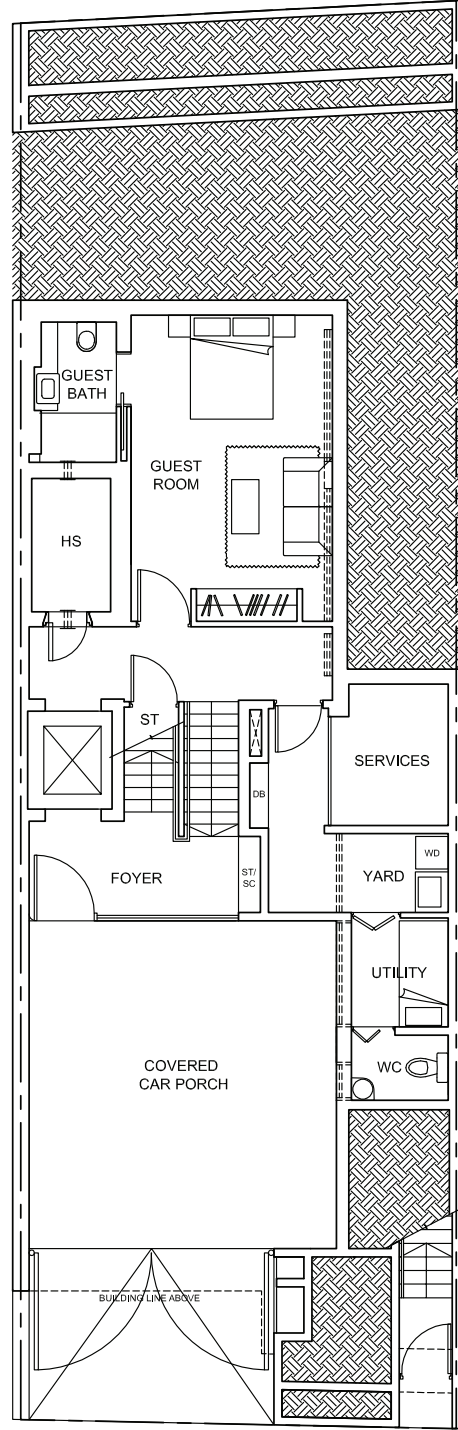 GUEST
BATH
GUEST
ROOM
HS
ST
SERVICES
DB
WD
FOYER
ST/
SC
YARD
UTILITY
COVERED
CAR PORCH
WC
BUILDING LINE ABOVE